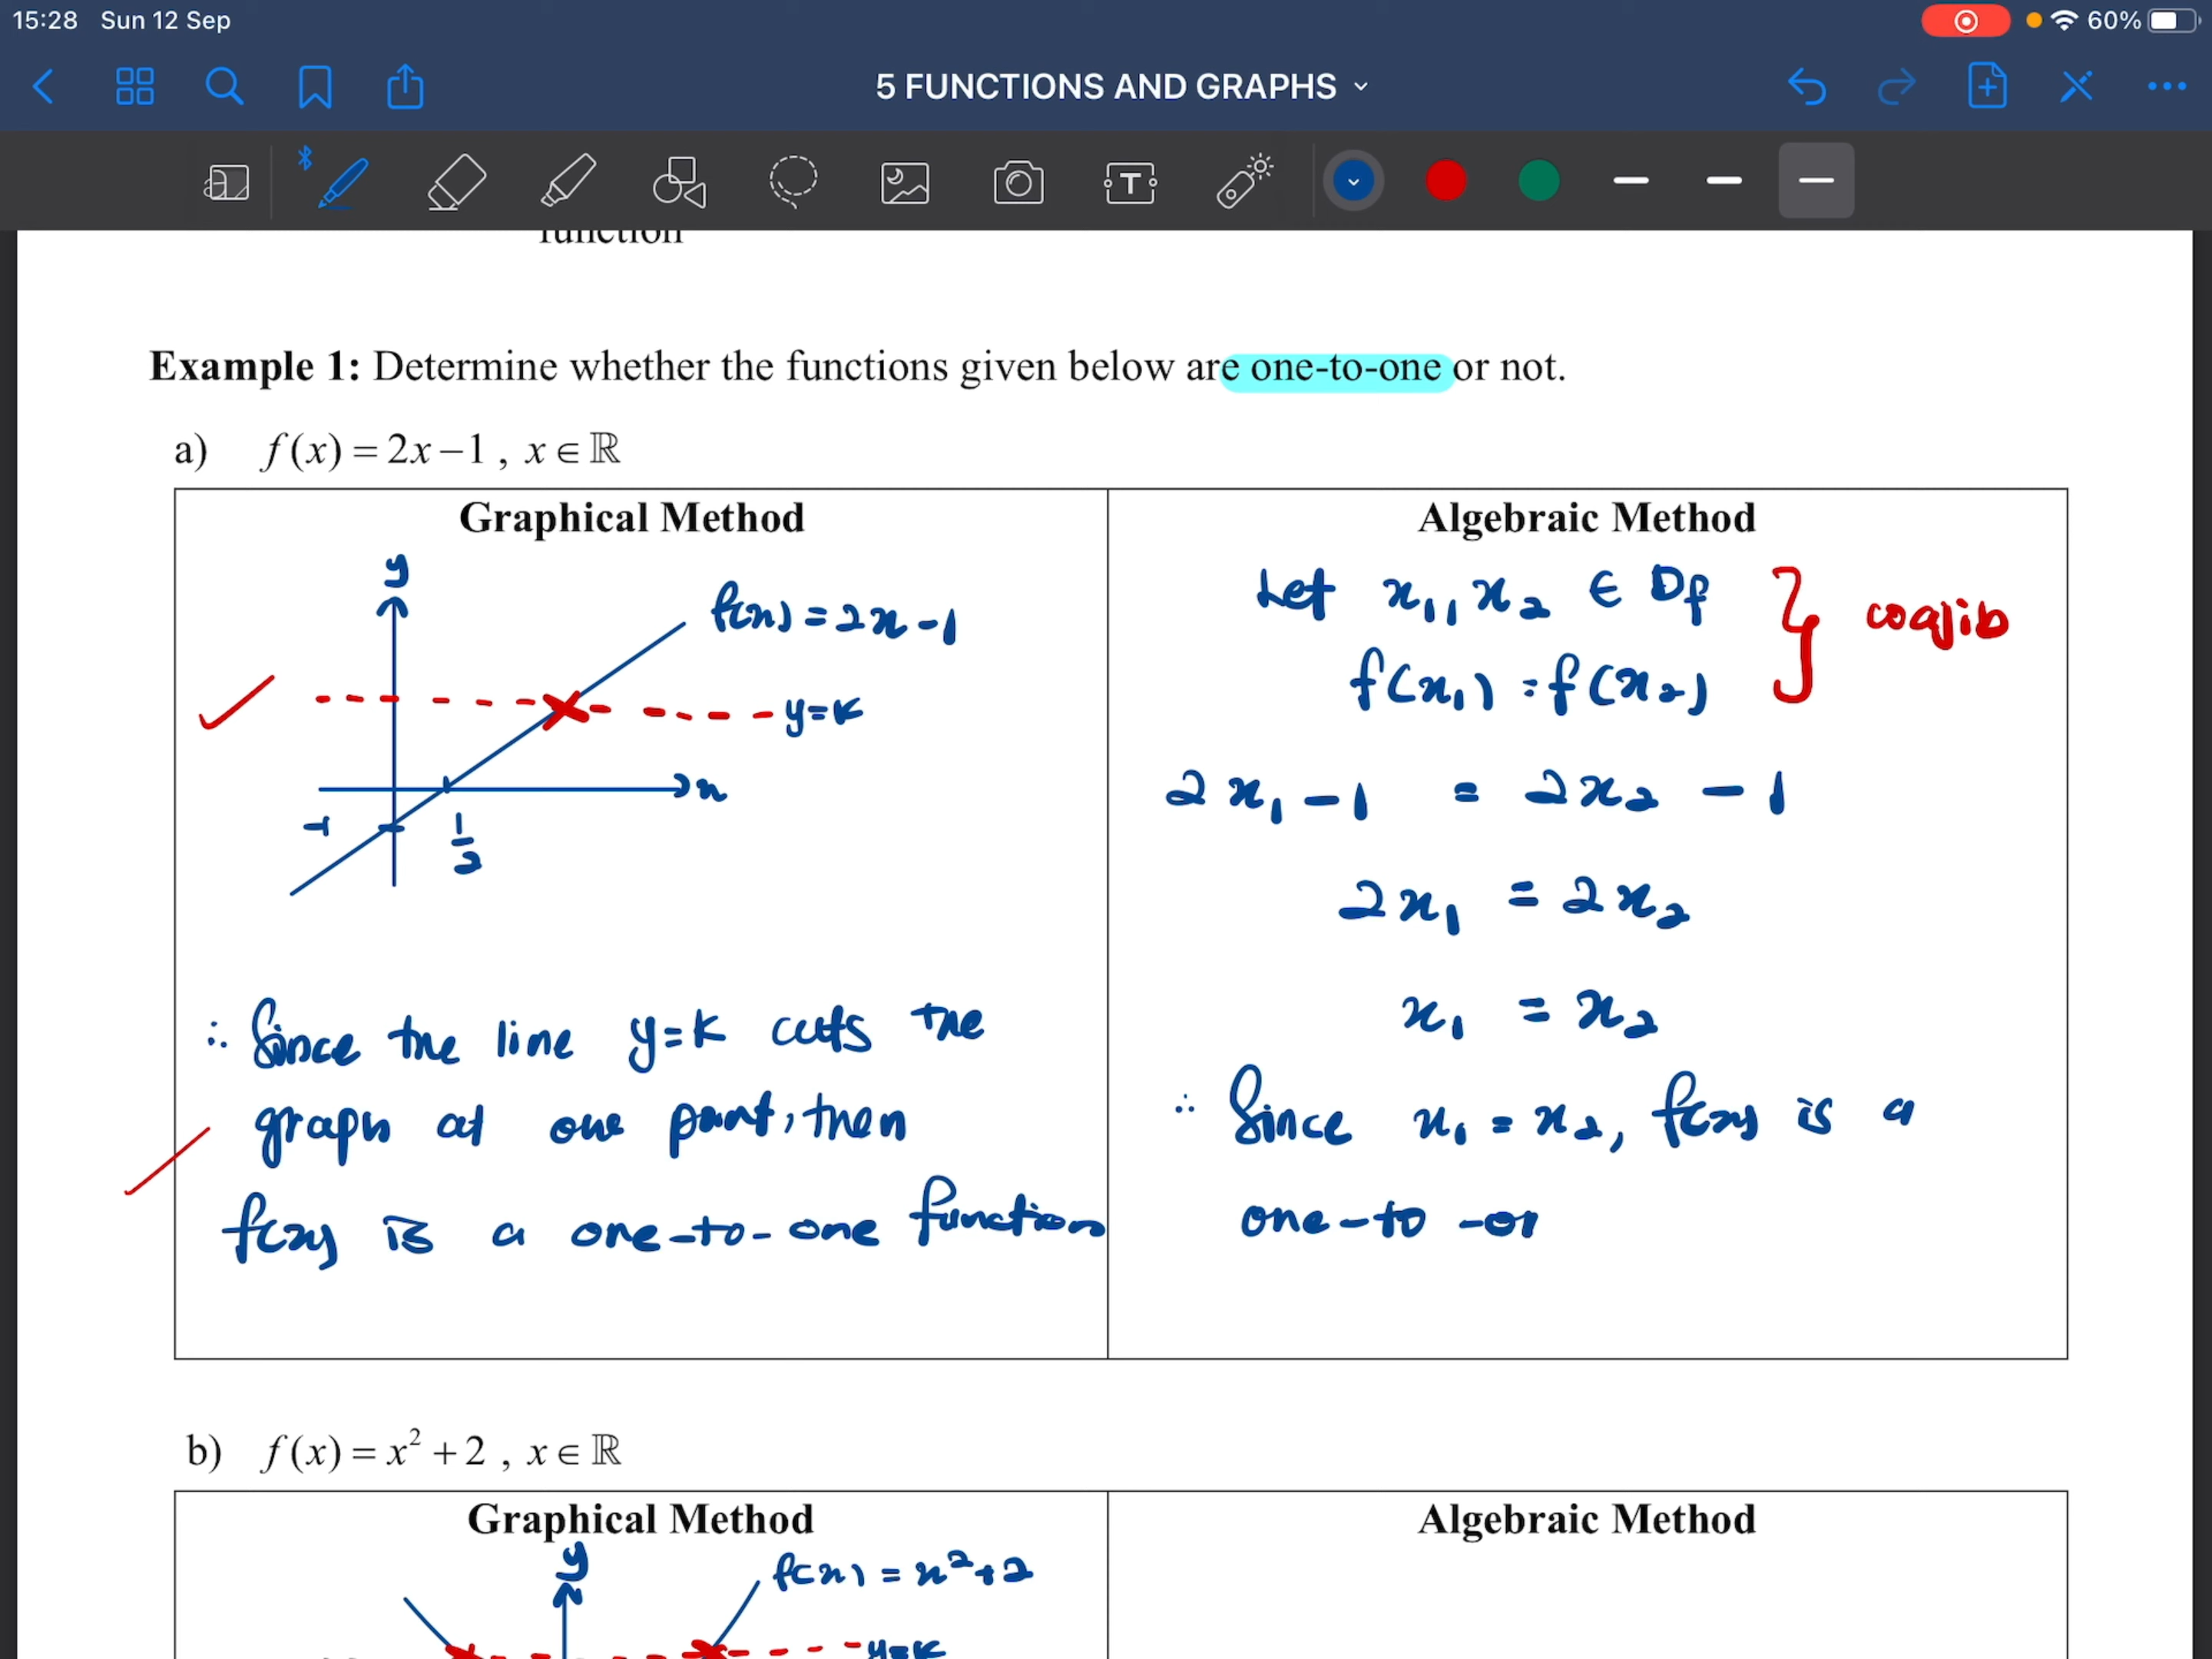 15:28 Sun 12 Sep
60%
5 FUNCTIONS AND GRAPHS
function
Example 1: Determine whether the functions given below are one-to-one or not.
a) f(x) = 2x − 1 , x ∈ ℝ
Graphical Method
y
f(x) = 2x - 1
y = k
x
-1
1/2
∴ Since the line y = k cuts the
graph at one point, then
f(x) is a one-to-one function
Algebraic Method
Let x₁, x₂ ∈ Df
wajib
f(x₁) = f(x₂)
2x₁ - 1 = 2x₂ - 1
2x₁ = 2x₂
x₁ = x₂
∴ Since x₁ = x₂, f(x) is a
one-to-on
b) f(x) = x² + 2 , x ∈ ℝ
Graphical Method
y
f(x) = x² + 2
y = k
Algebraic Method